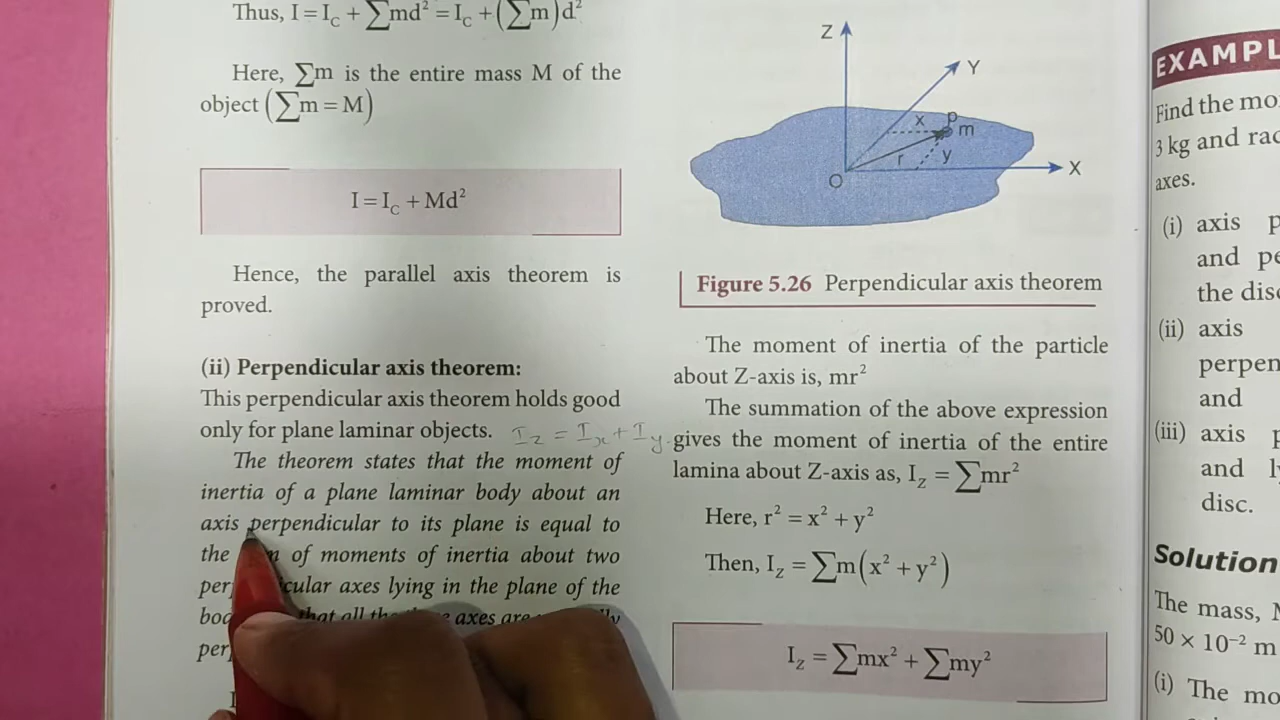 Thus, I = I_C + ∑md² = I_C + (∑m)d²
Here, ∑m is the entire mass M of the
object (∑m = M)
I = I_C + Md²
Hence, the parallel axis theorem is
proved.
(ii) Perpendicular axis theorem:
This perpendicular axis theorem holds good
only for plane laminar objects. I_z = I_x + I_y.
The theorem states that the moment of
inertia of a plane laminar body about an
axis perpendicular to its plane is equal to
the of moments of inertia about two
axes lying in the plane of the
that all axes are
Z
Y
x
P
m
r
y
O
X
Figure 5.26 Perpendicular axis theorem
The moment of inertia of the particle
about Z-axis is, mr²
The summation of the above expression
gives the moment of inertia of the entire
lamina about Z-axis as, I_Z = ∑mr²
Here, r² = x² + y²
Then, I_Z = ∑m(x² + y²)
I_Z = ∑mx² + ∑my²
EXAMPL
Find the mo
3 kg and rad
axes.
(i) axis p
and pe
the disc
(ii) axis
perpen
and
(iii) axis p
and ly
disc.
Solution
The mass, M
50 × 10⁻² m
(i) The mo